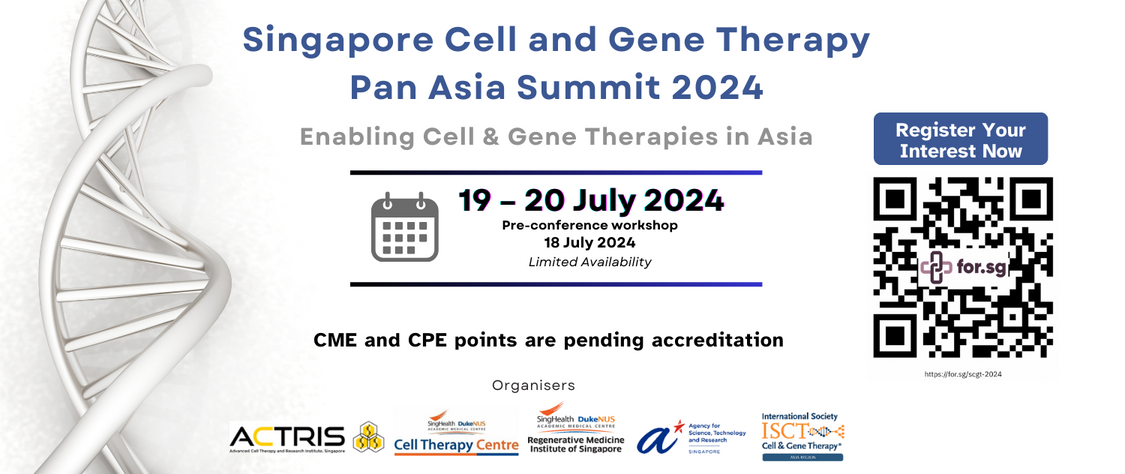 Singapore Cell and Gene Therapy
Pan Asia Summit 2024
Enabling Cell & Gene Therapies in Asia
19 – 20 July 2024
Pre-conference workshop
18 July 2024
Limited Availability
Register Your
Interest Now
for.sg
https://for.sg/scgt-2024
CME and CPE points are pending accreditation
Organisers
ACTRIS
Advanced Cell Therapy and Research Institute, Singapore
SingHealth DukeNUS
ACADEMIC MEDICAL CENTRE
Cell Therapy Centre
SingHealth DukeNUS
ACADEMIC MEDICAL CENTRE
Regenerative Medicine
Institute of Singapore
Agency for
Science, Technology
and Research
SINGAPORE
International Society
ISCT
Cell & Gene Therapy®
ASIA REGION